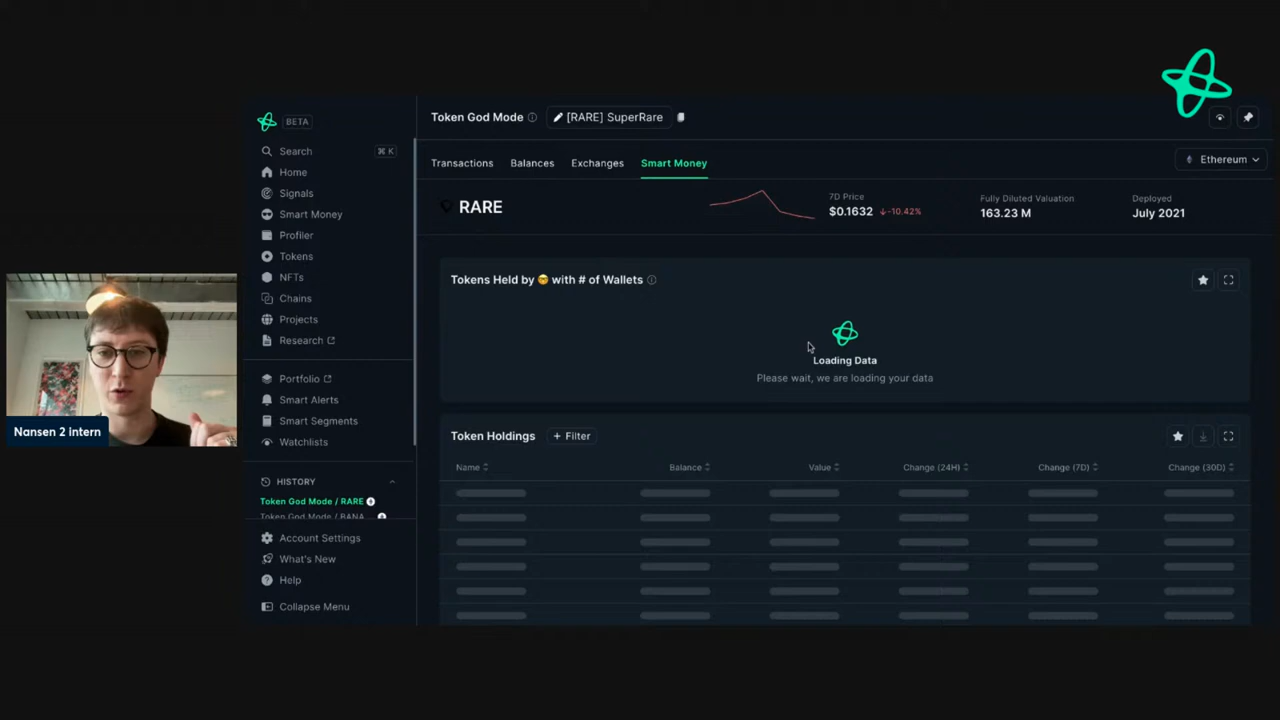 BETA
Search
⌘ K
Home
Signals
Smart Money
Profiler
Tokens
NFTs
Chains
Projects
Research
Portfolio
Smart Alerts
Smart Segments
Watchlists
HISTORY
Token God Mode / RARE
Token God Mode / BANA
Account Settings
What's New
Help
Collapse Menu
Nansen 2 intern
Token God Mode
[RARE] SuperRare
Transactions Balances Exchanges Smart Money
Ethereum
RARE
7D Price
$0.1632 ↓-10.42%
Fully Diluted Valuation
163.23 M
Deployed
July 2021
Tokens Held by 🤓 with # of Wallets
Loading Data
Please wait, we are loading your data
Token Holdings + Filter
Name Balance Value Change (24H) Change (7D) Change (30D)